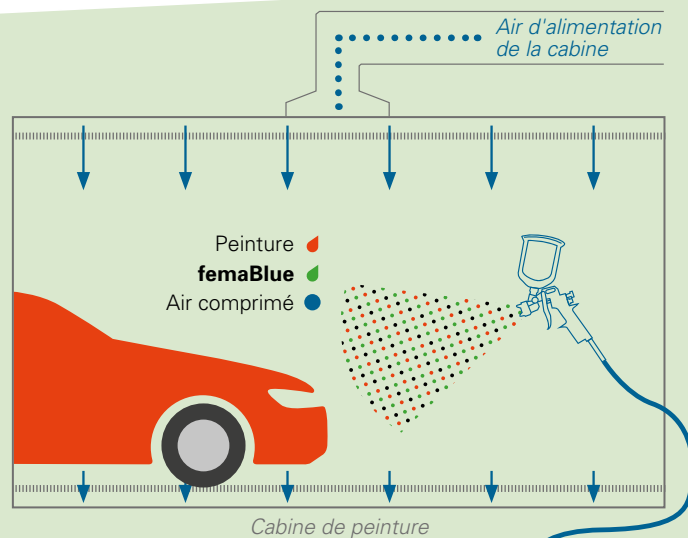 Air d'alimentation
de la cabine
Peinture
femaBlue
Air comprimé
Cabine de peinture